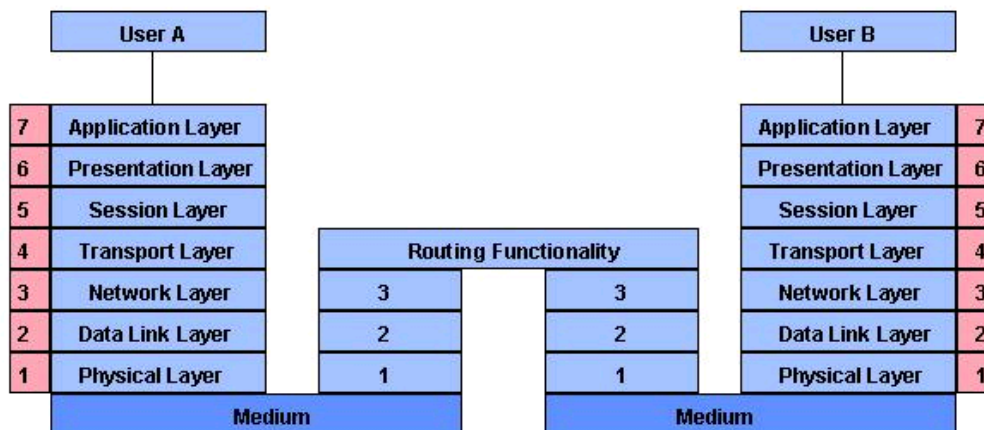 User A User B
7 Application Layer Application Layer 7
6 Presentation Layer Presentation Layer 6
5 Session Layer Session Layer 5
4 Transport Layer Routing Functionality Transport Layer 4
3 Network Layer 3 3 Network Layer 3
2 Data Link Layer 2 2 Data Link Layer 2
1 Physical Layer 1 1 Physical Layer 1
Medium Medium